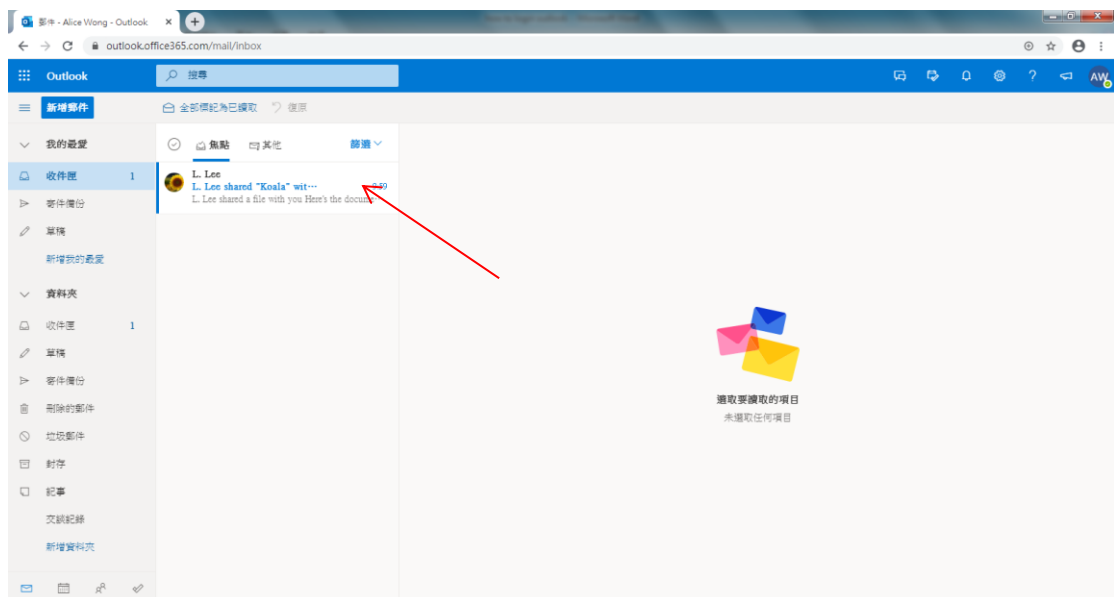 郵件 - Alice Wong - Outlook
outlook.office365.com/mail/inbox
Outlook
搜尋
AW
新增郵件
全部標記為已讀取
復原
我的最愛
焦點
其他
篩選
收件匣 1
L. Lee
L. Lee shared "Koala" wit…
L. Lee shared a file with you Here's the docume
寄件備份
草稿
新增我的最愛
資料夾
收件匣 1
草稿
寄件備份
刪除的郵件
垃圾郵件
封存
記事
交談記錄
新增資料夾
選取要讀取的項目
未選取任何項目